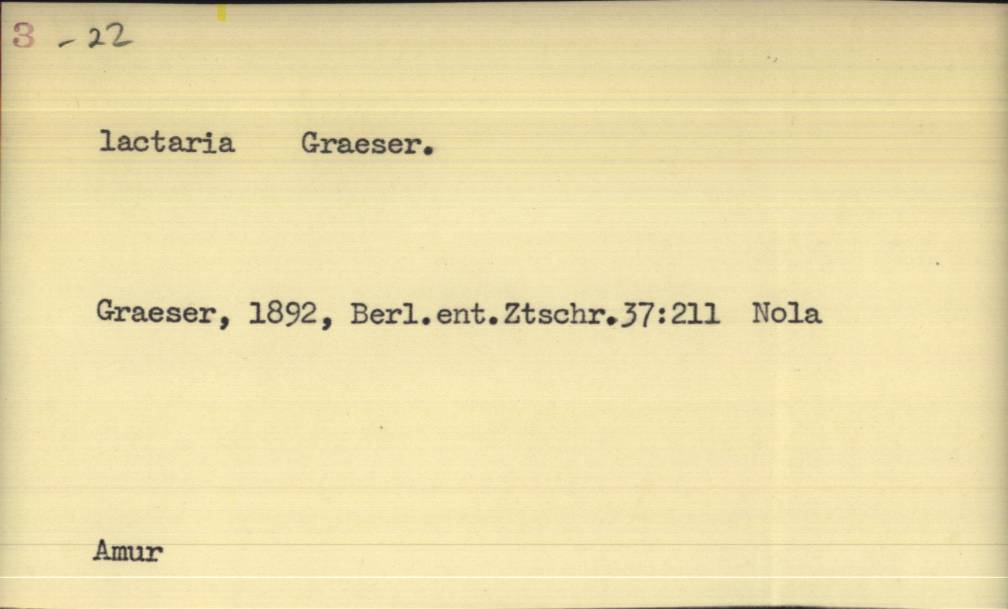 3 - 22
lactaria Graeser.
Graeser, 1892, Berl.ent.Ztschr.37:211 Nola
Amur